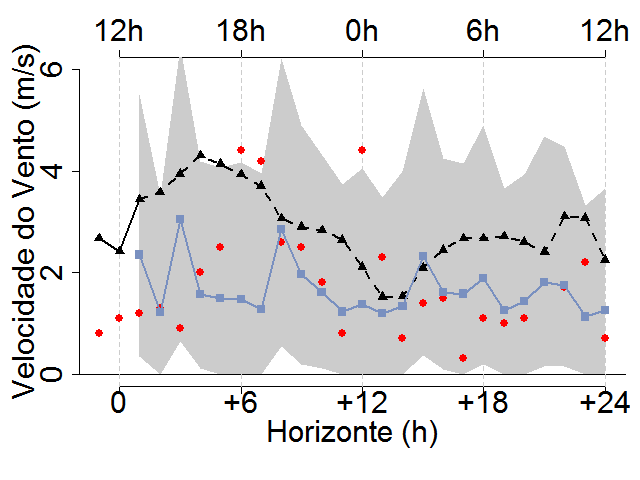 12h 18h 0h 6h 12h
Velocidade do Vento (m/s)
6
4
2
0
0 +6 +12 +18 +24
Horizonte (h)